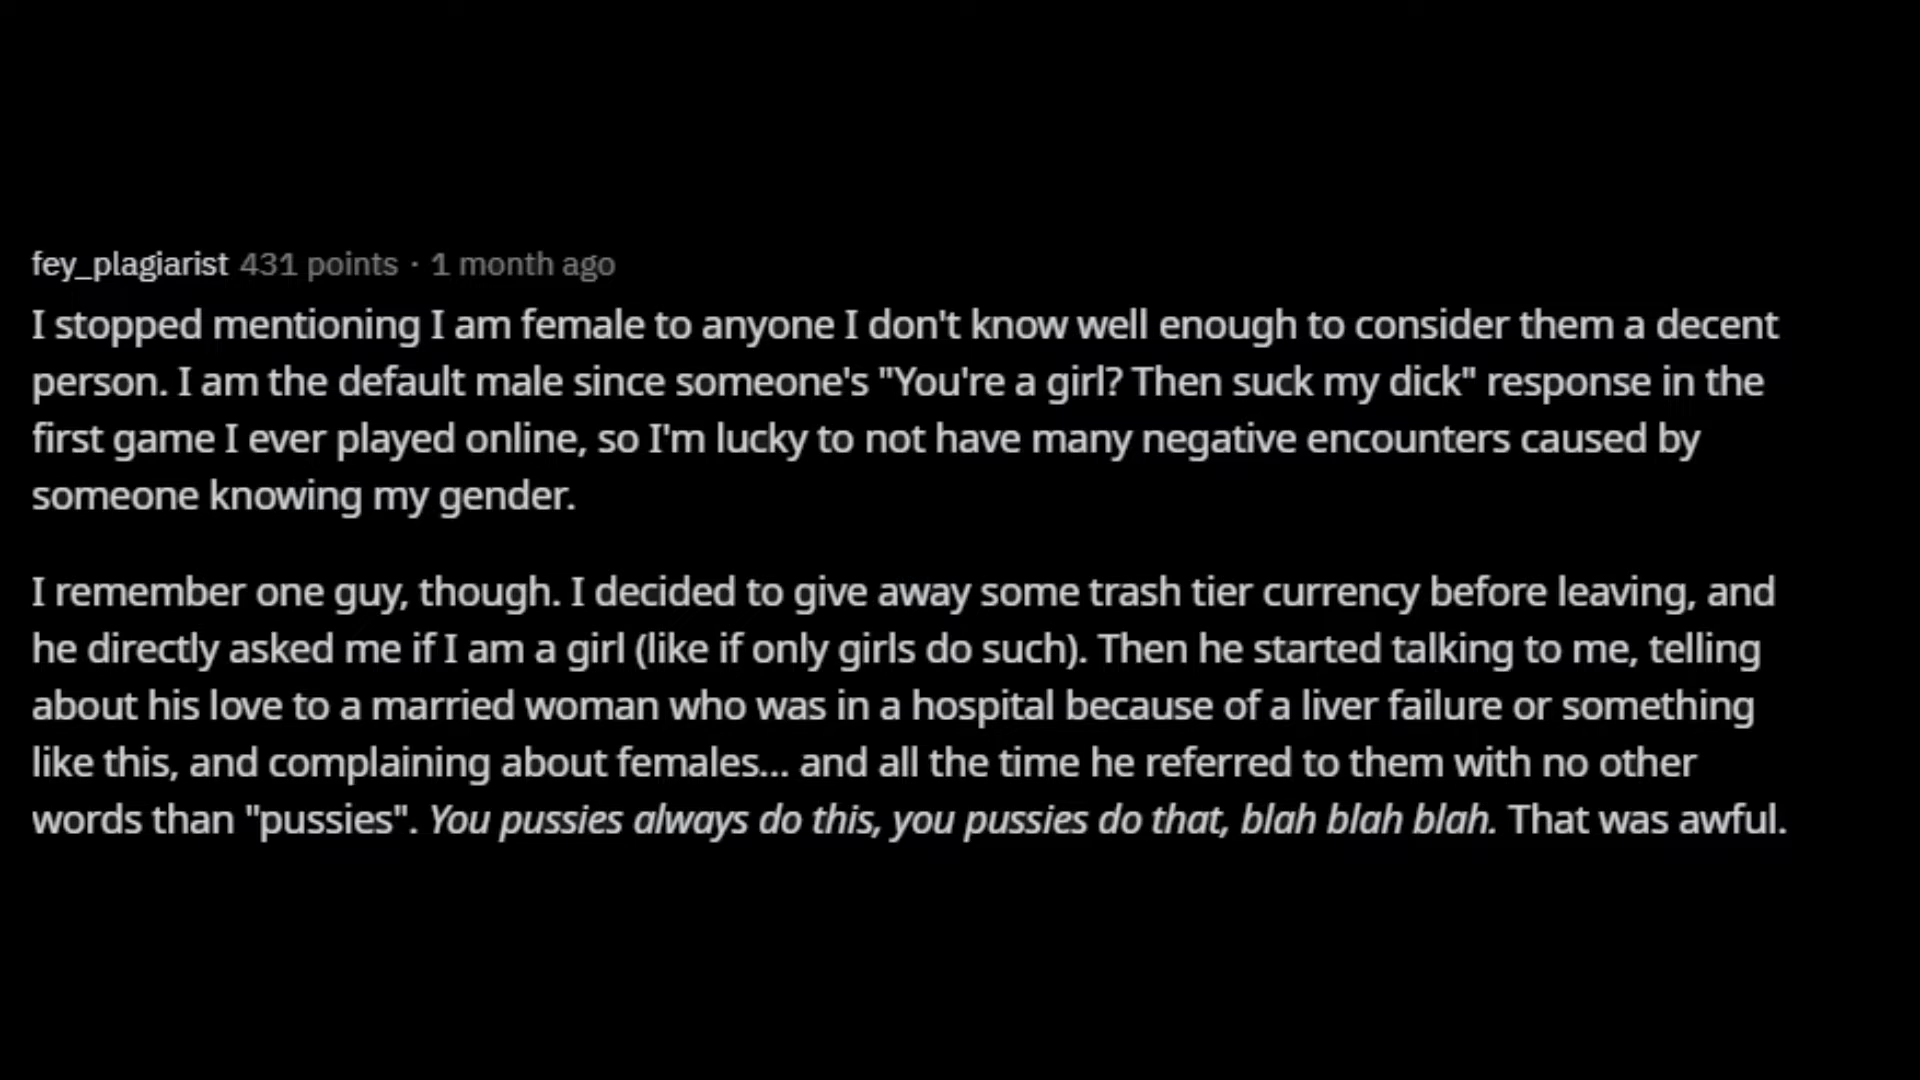 fey_plagiarist 431 points · 1 month ago
I stopped mentioning I am female to anyone I don't know well enough to consider them a decent
person. I am the default male since someone's "You're a girl? Then suck my dick" response in the
first game I ever played online, so I'm lucky to not have many negative encounters caused by
someone knowing my gender.
I remember one guy, though. I decided to give away some trash tier currency before leaving, and
he directly asked me if I am a girl (like if only girls do such). Then he started talking to me, telling
about his love to a married woman who was in a hospital because of a liver failure or something
like this, and complaining about females... and all the time he referred to them with no other
words than "pussies". You pussies always do this, you pussies do that, blah blah blah. That was awful.